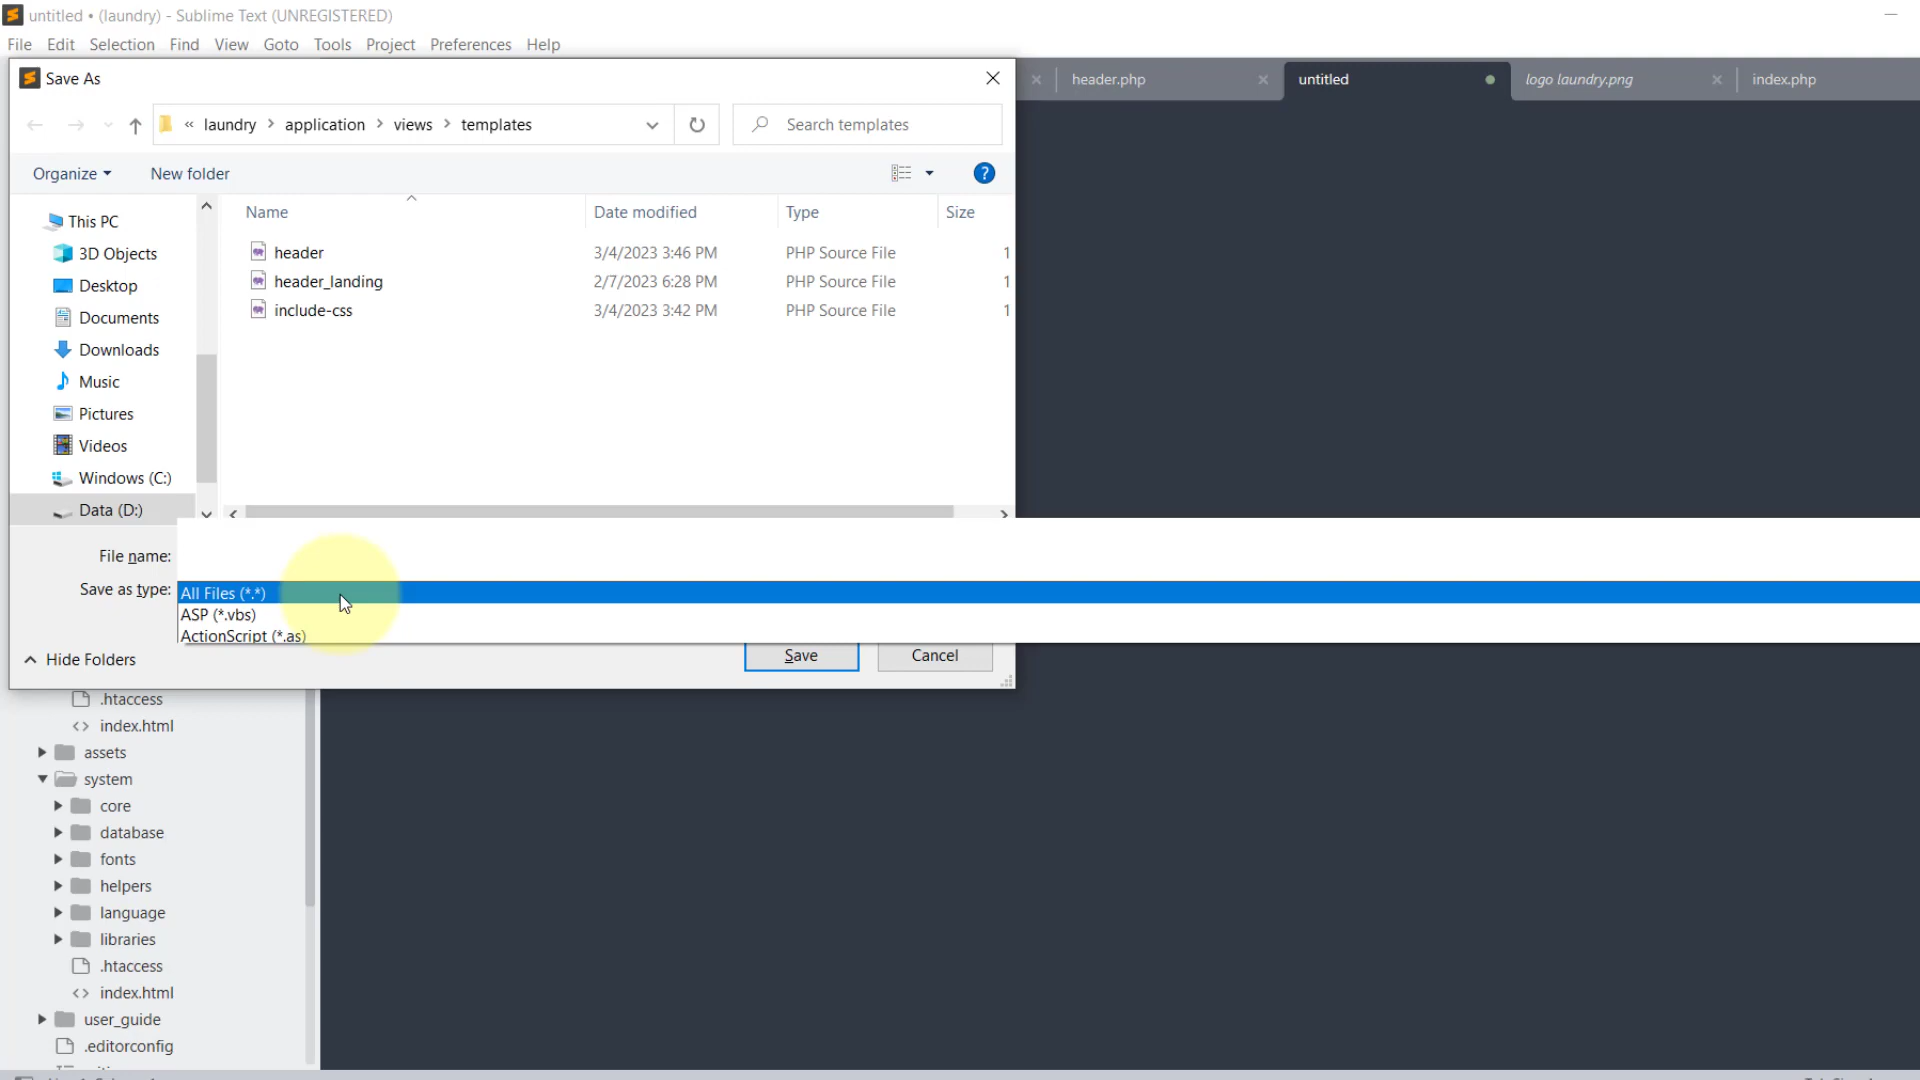 untitled • (laundry) - Sublime Text (UNREGISTERED)
File Edit Selection Find View Goto Tools Project Preferences Help
Save As
header.php
untitled
logo laundry.png
index.php
« laundry > application > views > templates
Search templates
Organize
New folder
Name
Date modified
Type
Size
This PC
3D Objects
Desktop
Documents
Downloads
Music
Pictures
Videos
Windows (C:)
Data (D:)
header 3/4/2023 3:46 PM PHP Source File 1
header_landing 2/7/2023 6:28 PM PHP Source File 1
include-css 3/4/2023 3:42 PM PHP Source File 1
File name:
Save as type:
All Files (*.*)
ASP (*.vbs)
ActionScript (*.as)
Hide Folders
Save
Cancel
.htaccess
<> index.html
assets
system
core
database
fonts
helpers
language
libraries
.htaccess
<> index.html
user_guide
.editorconfig